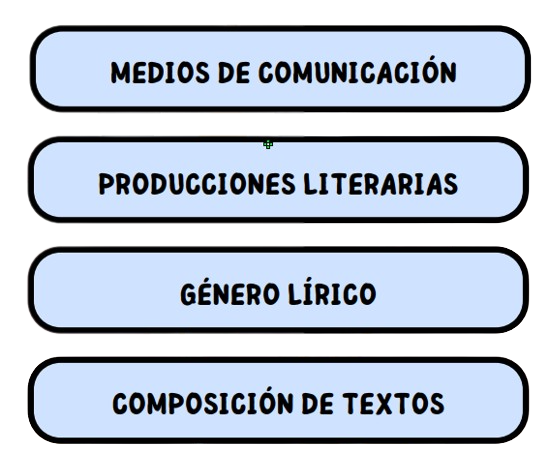 MEDIOS DE COMUNICACIÓN
PRODUCCIONES LITERARIAS
GÉNERO LÍRICO
COMPOSICIÓN DE TEXTOS